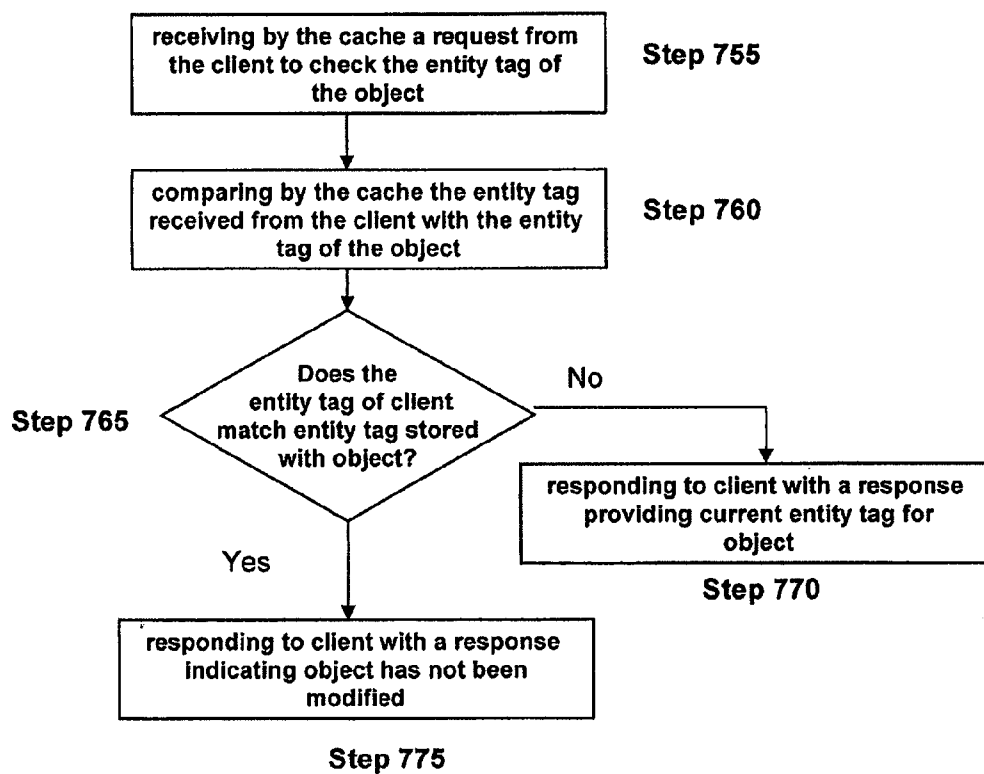 receiving by the cache a request from
the client to check the entity tag of
the object
Step 755
comparing by the cache the entity tag
received from the client with the entity
tag of the object
Step 760
Does the
entity tag of client
match entity tag stored
with object?
Step 765
No
responding to client with a response
providing current entity tag for
object
Step 770
Yes
responding to client with a response
indicating object has not been
modified
Step 775